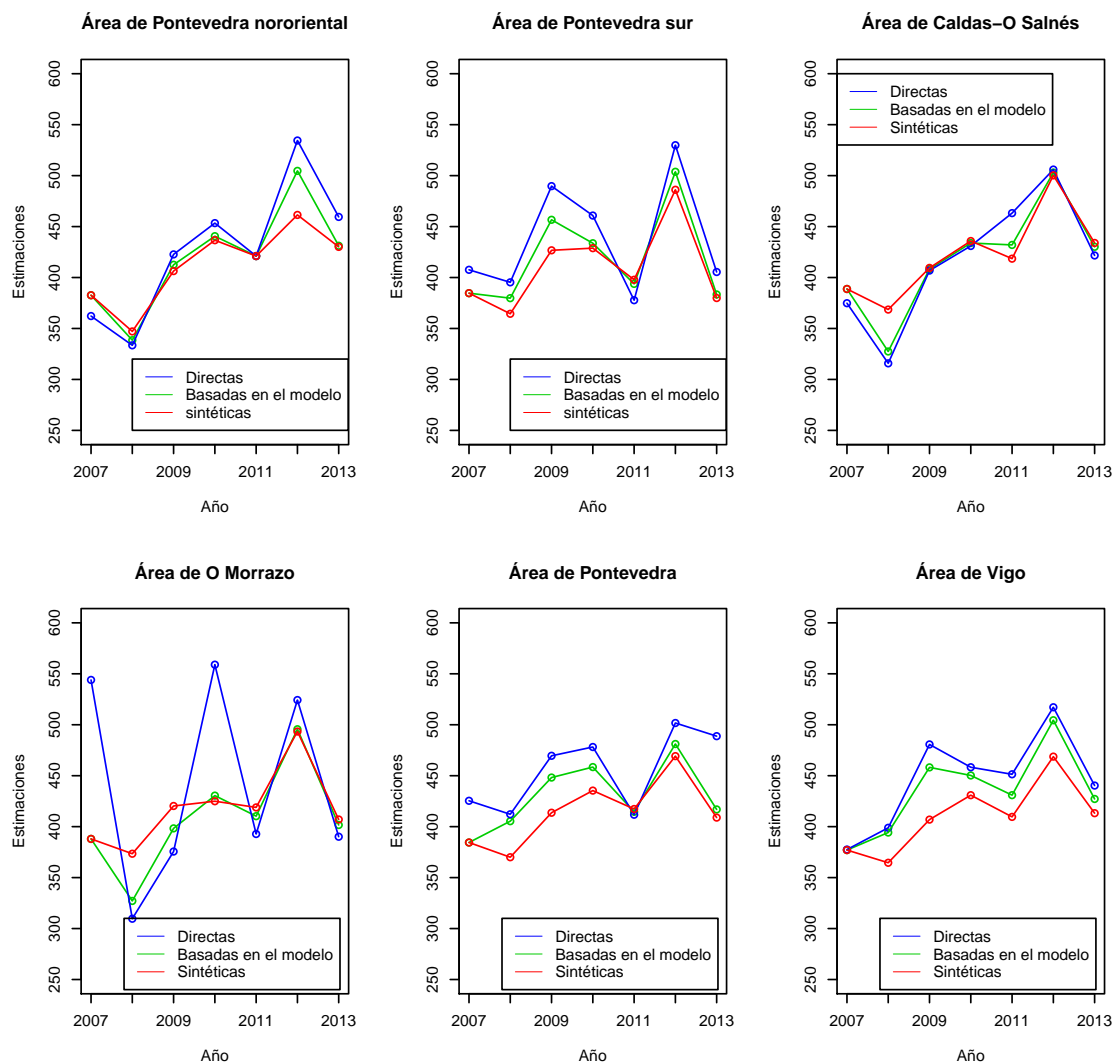 Área de Pontevedra nororiental
Estimaciones
600
550
500
450
400
350
300
250
Directas
Basadas en el modelo
sintéticas
2007
2009
2011
2013
Año
Área de Pontevedra sur
Estimaciones
600
550
500
450
400
350
300
250
Directas
Basadas en el modelo
sintéticas
2007
2009
2011
2013
Año
Área de Caldas−O Salnés
Estimaciones
600
550
500
450
400
350
300
250
Directas
Basadas en el modelo
Sintéticas
2007
2009
2011
2013
Año
Área de O Morrazo
Estimaciones
600
550
500
450
400
350
300
250
Directas
Basadas en el modelo
Sintéticas
2007
2009
2011
2013
Año
Área de Pontevedra
Estimaciones
600
550
500
450
400
350
300
250
Directas
Basadas en el modelo
Sintéticas
2007
2009
2011
2013
Año
Área de Vigo
Estimaciones
600
550
500
450
400
350
300
250
Directas
Basadas en el modelo
Sintéticas
2007
2009
2011
2013
Año